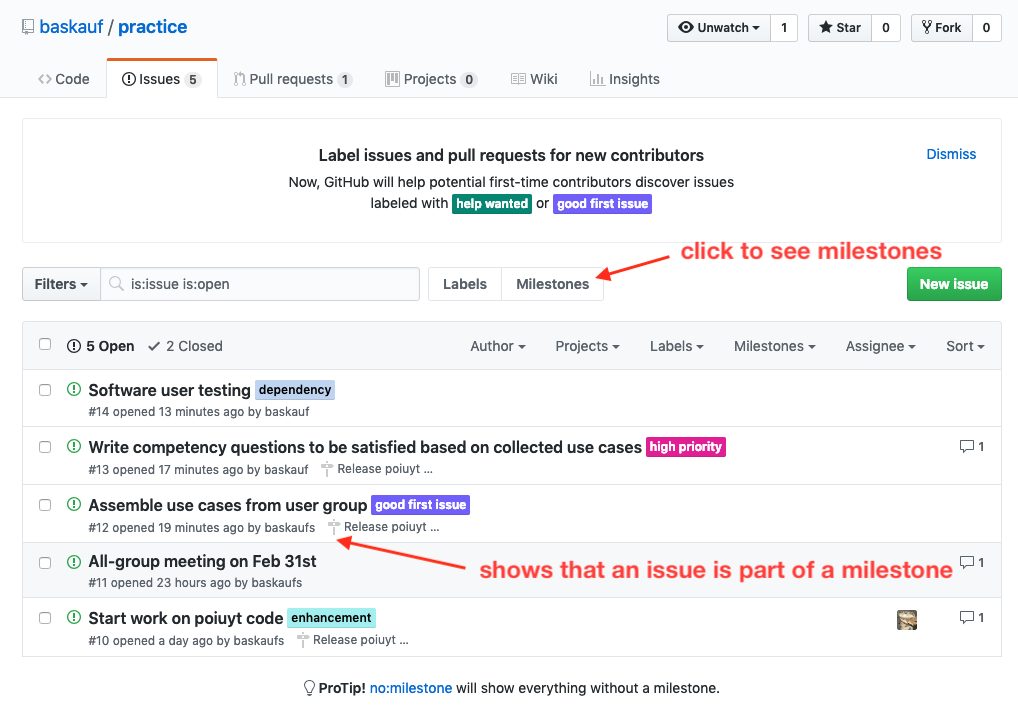 baskauf / practice
Unwatch 1 Star 0 Fork 0
Code Issues 5 Pull requests 1 Projects 0 Wiki Insights
Label issues and pull requests for new contributors
Dismiss
Now, GitHub will help potential first-time contributors discover issues
labeled with help wanted or good first issue
click to see milestones
Filters is:issue is:open Labels Milestones New issue
5 Open 2 Closed Author Projects Labels Milestones Assignee Sort
Software user testing dependency
#14 opened 13 minutes ago by baskauf
Write competency questions to be satisfied based on collected use cases high priority 1
#13 opened 17 minutes ago by baskauf Release poiuyt ...
Assemble use cases from user group good first issue
#12 opened 19 minutes ago by baskaufs Release poiuyt ...
All-group meeting on Feb 31st 1
shows that an issue is part of a milestone
#11 opened 23 hours ago by baskaufs
Start work on poiuyt code enhancement 1
#10 opened a day ago by baskaufs Release poiuyt ...
ProTip! no:milestone will show everything without a milestone.